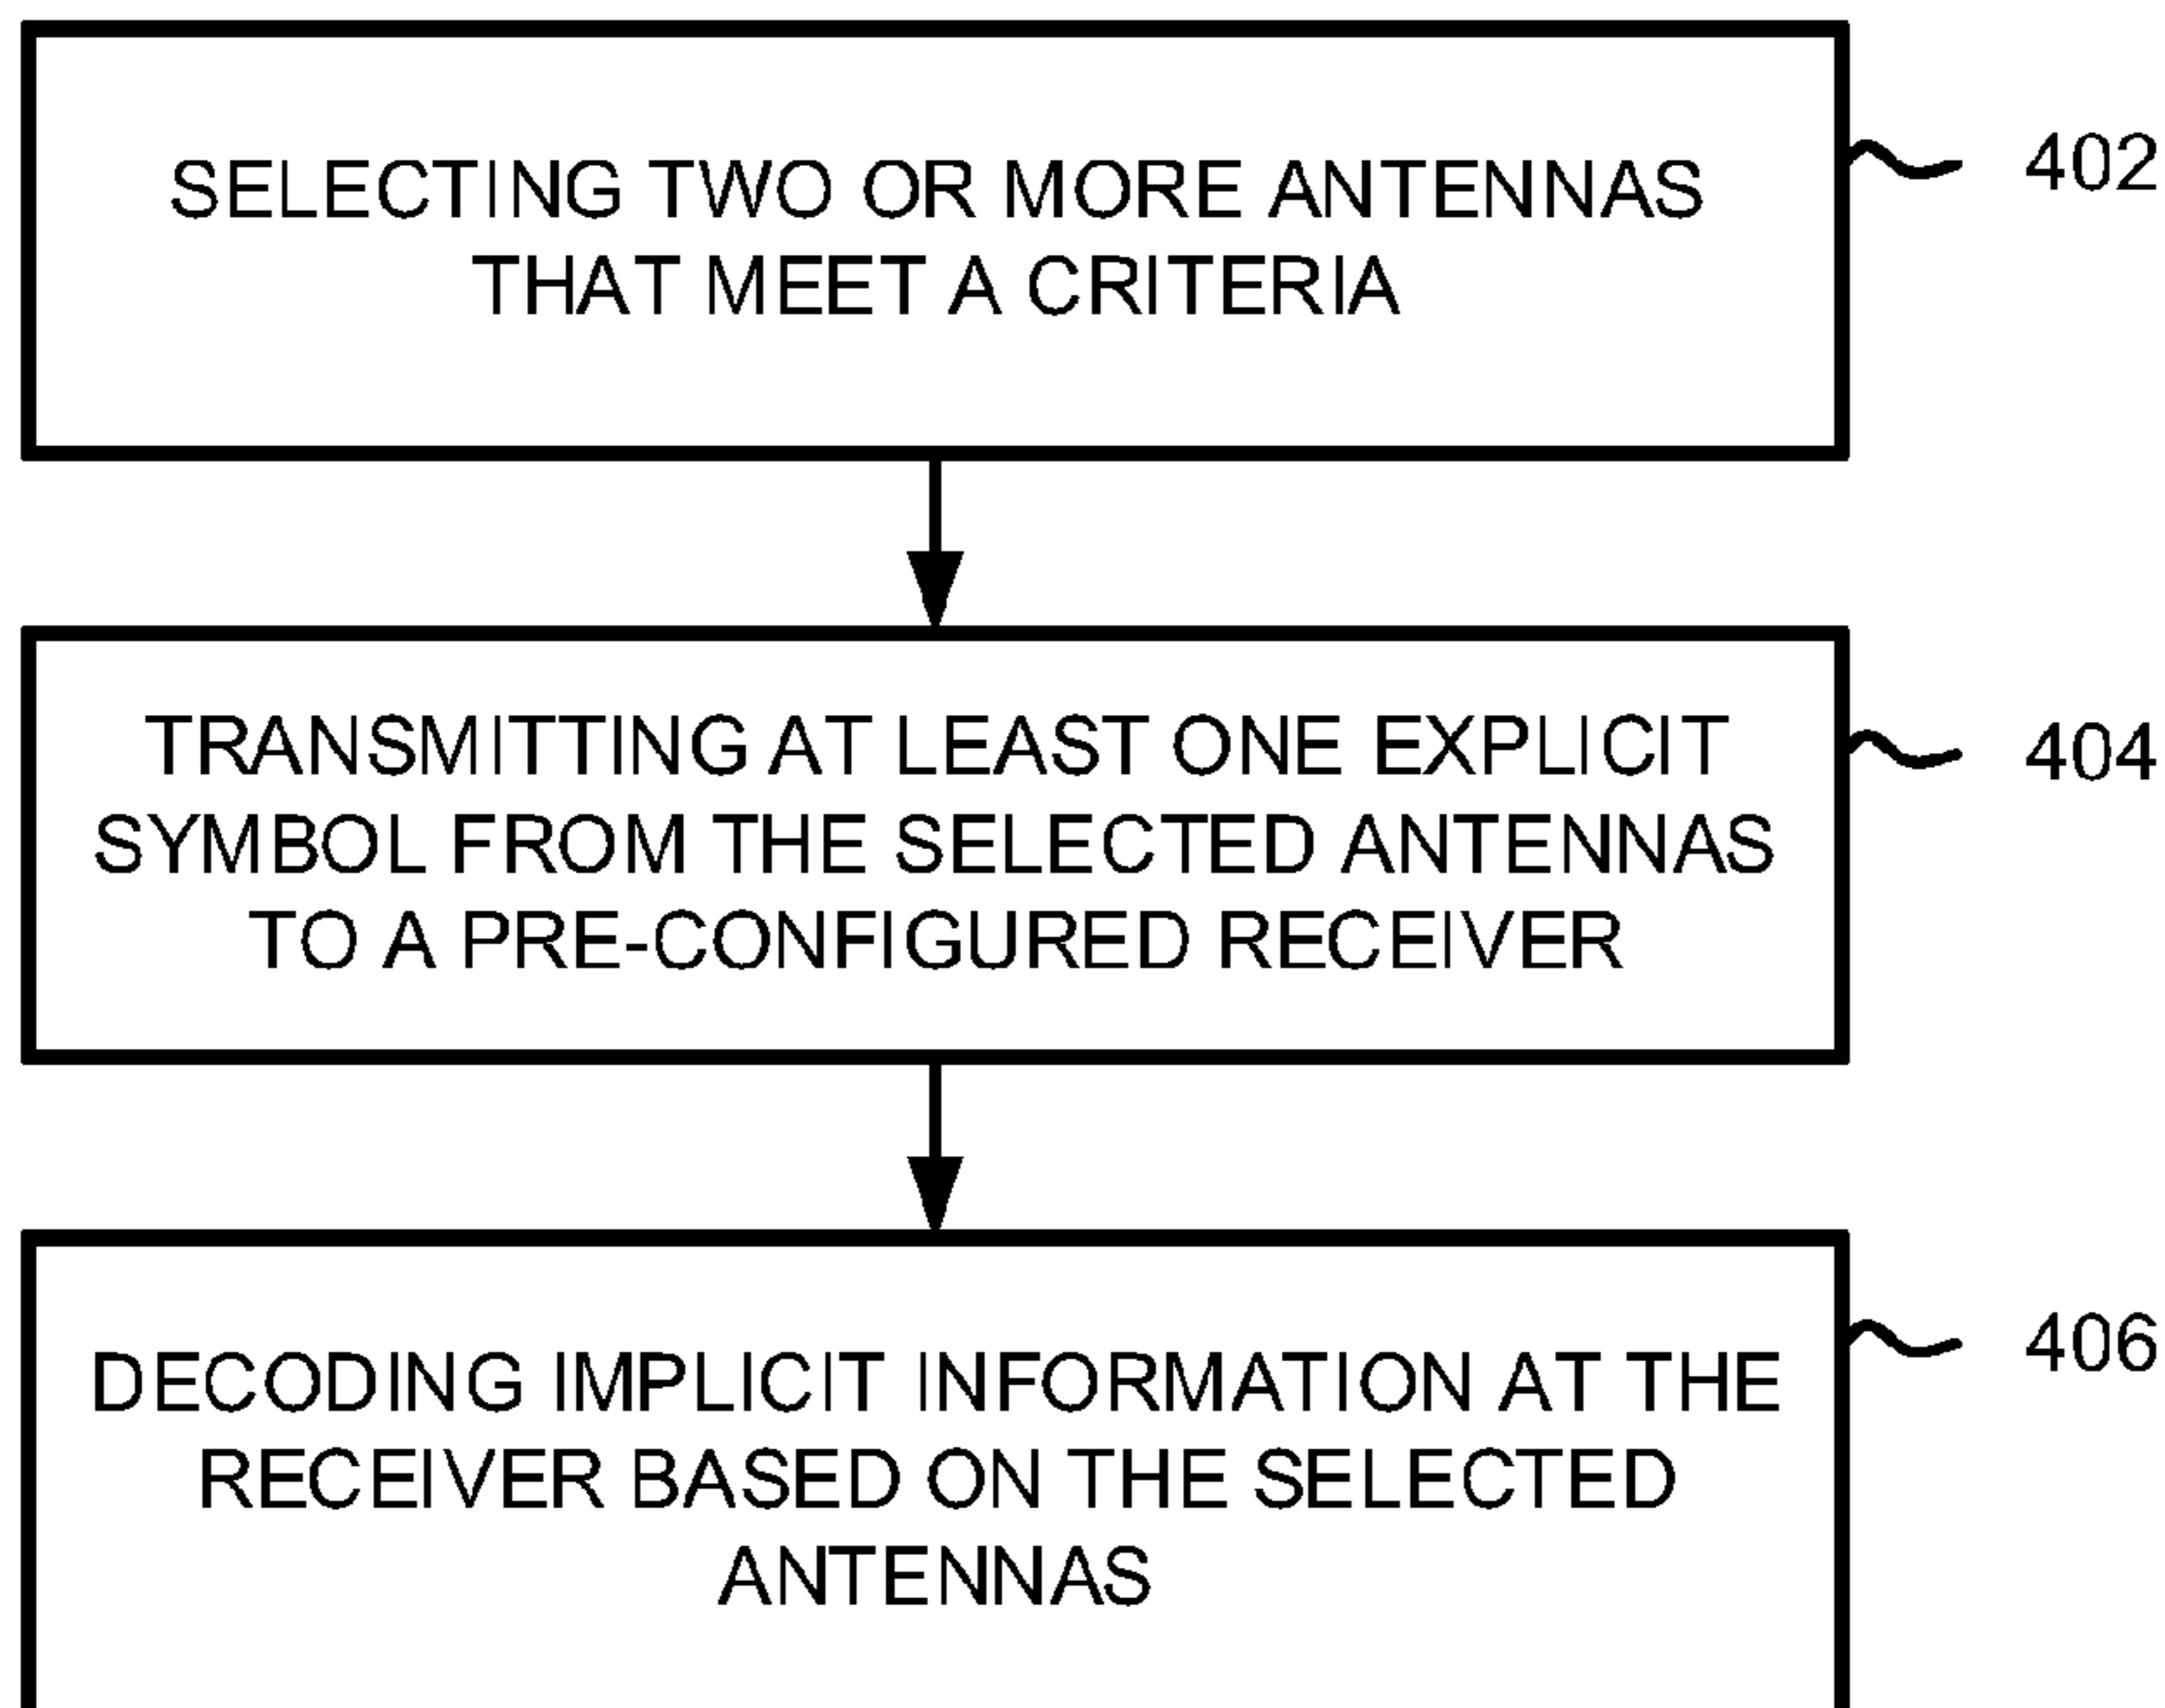 SELECTING TWO OR MORE ANTENNAS
THAT MEET A CRITERIA
402
TRANSMITTING AT LEAST ONE EXPLICIT
SYMBOL FROM THE SELECTED ANTENNAS
TO A PRE-CONFIGURED RECEIVER
404
DECODING IMPLICIT INFORMATION AT THE
RECEIVER BASED ON THE SELECTED
ANTENNAS
406